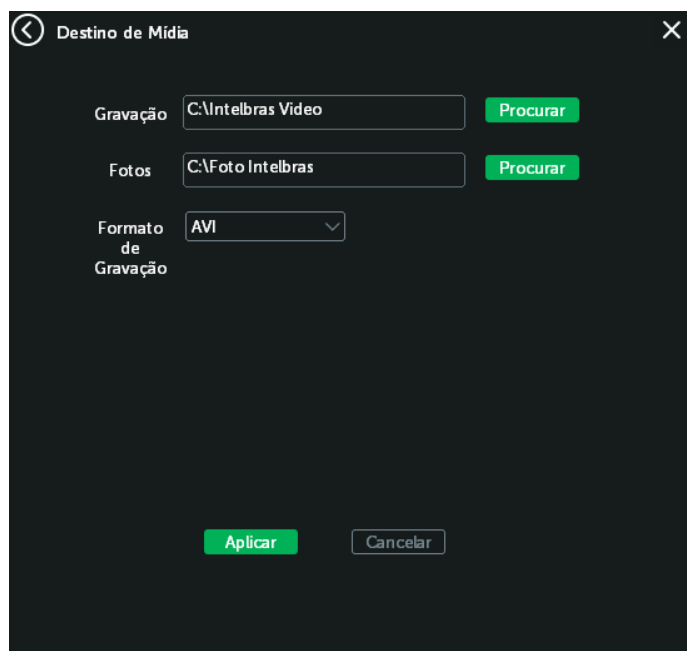 Destino de Mídia
Gravação C:\Intelbras Video Procurar
Fotos C:\Foto Intelbras Procurar
Formato AVI
de
Gravação
Aplicar Cancelar